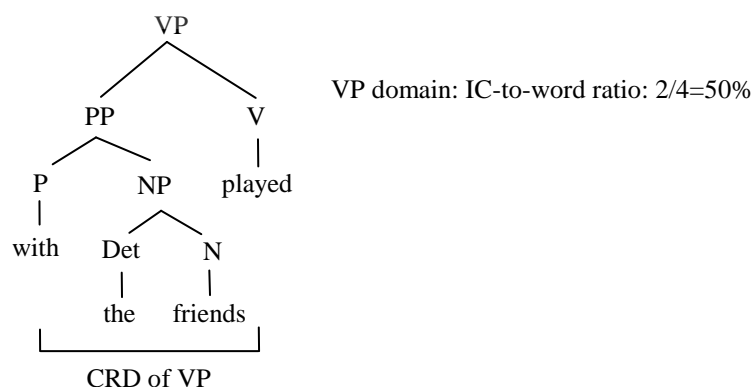 VP
VP domain: IC-to-word ratio: 2/4=50%
PP V
P NP played
with Det N
the friends
CRD of VP